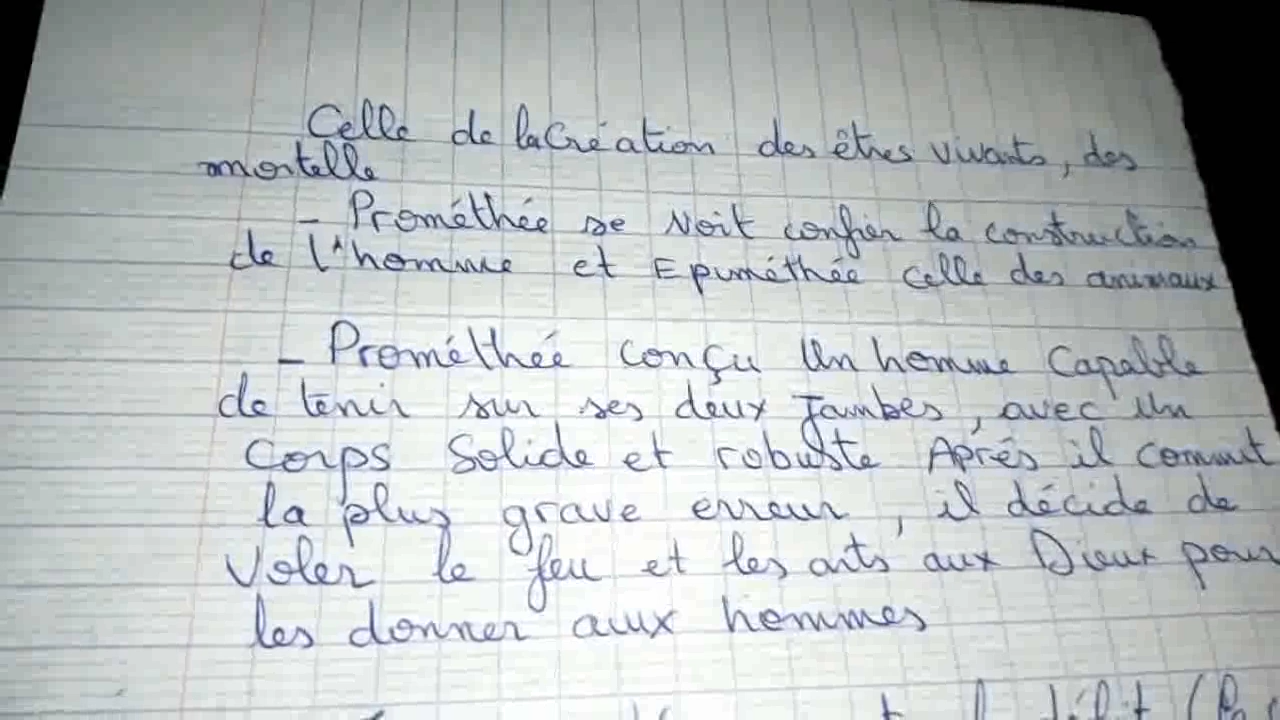 Celle de la Création des êtres vivants, des
mortelle
- Prométhée se Voit confier la construction
de l'homme et Epuméthée celle des animaux
- Prométhée conçu un homme Capable
de tenir sur ses deux Jambes, avec un
Corps Solide et robuste Après il commit
la plus grave erreur, il décide de
Voler le feu et les arts aux Dieux pour
les donner aux hommes